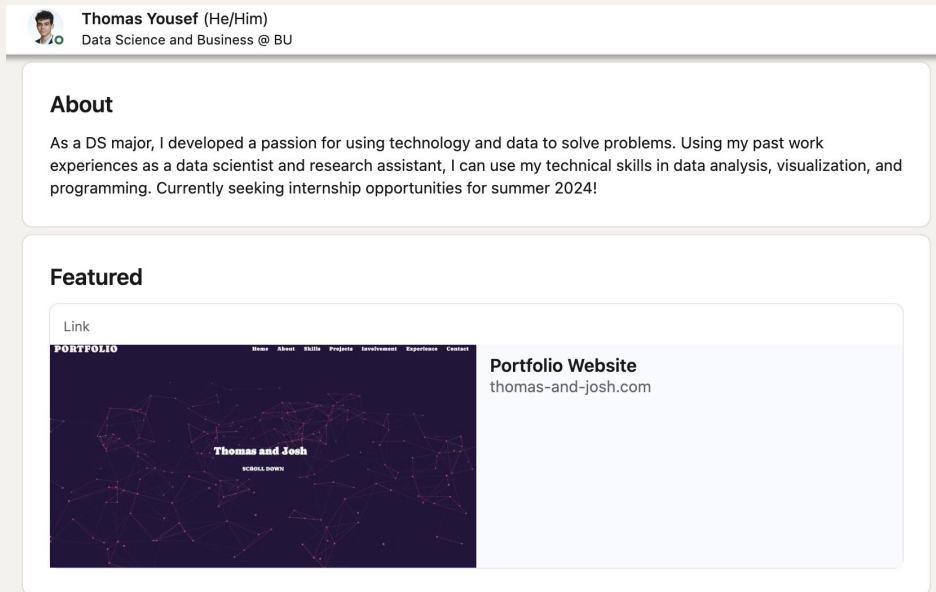 Thomas Yousef (He/Him)
Data Science and Business @ BU
About
As a DS major, I developed a passion for using technology and data to solve problems. Using my past work
experiences as a data scientist and research assistant, I can use my technical skills in data analysis, visualization, and
programming. Currently seeking internship opportunities for summer 2024!
Featured
Link
PORTFOLIO
Home About Skills Projects Involvement Experience Contact
Thomas and Josh
SCROLL DOWN
Portfolio Website
thomas-and-josh.com